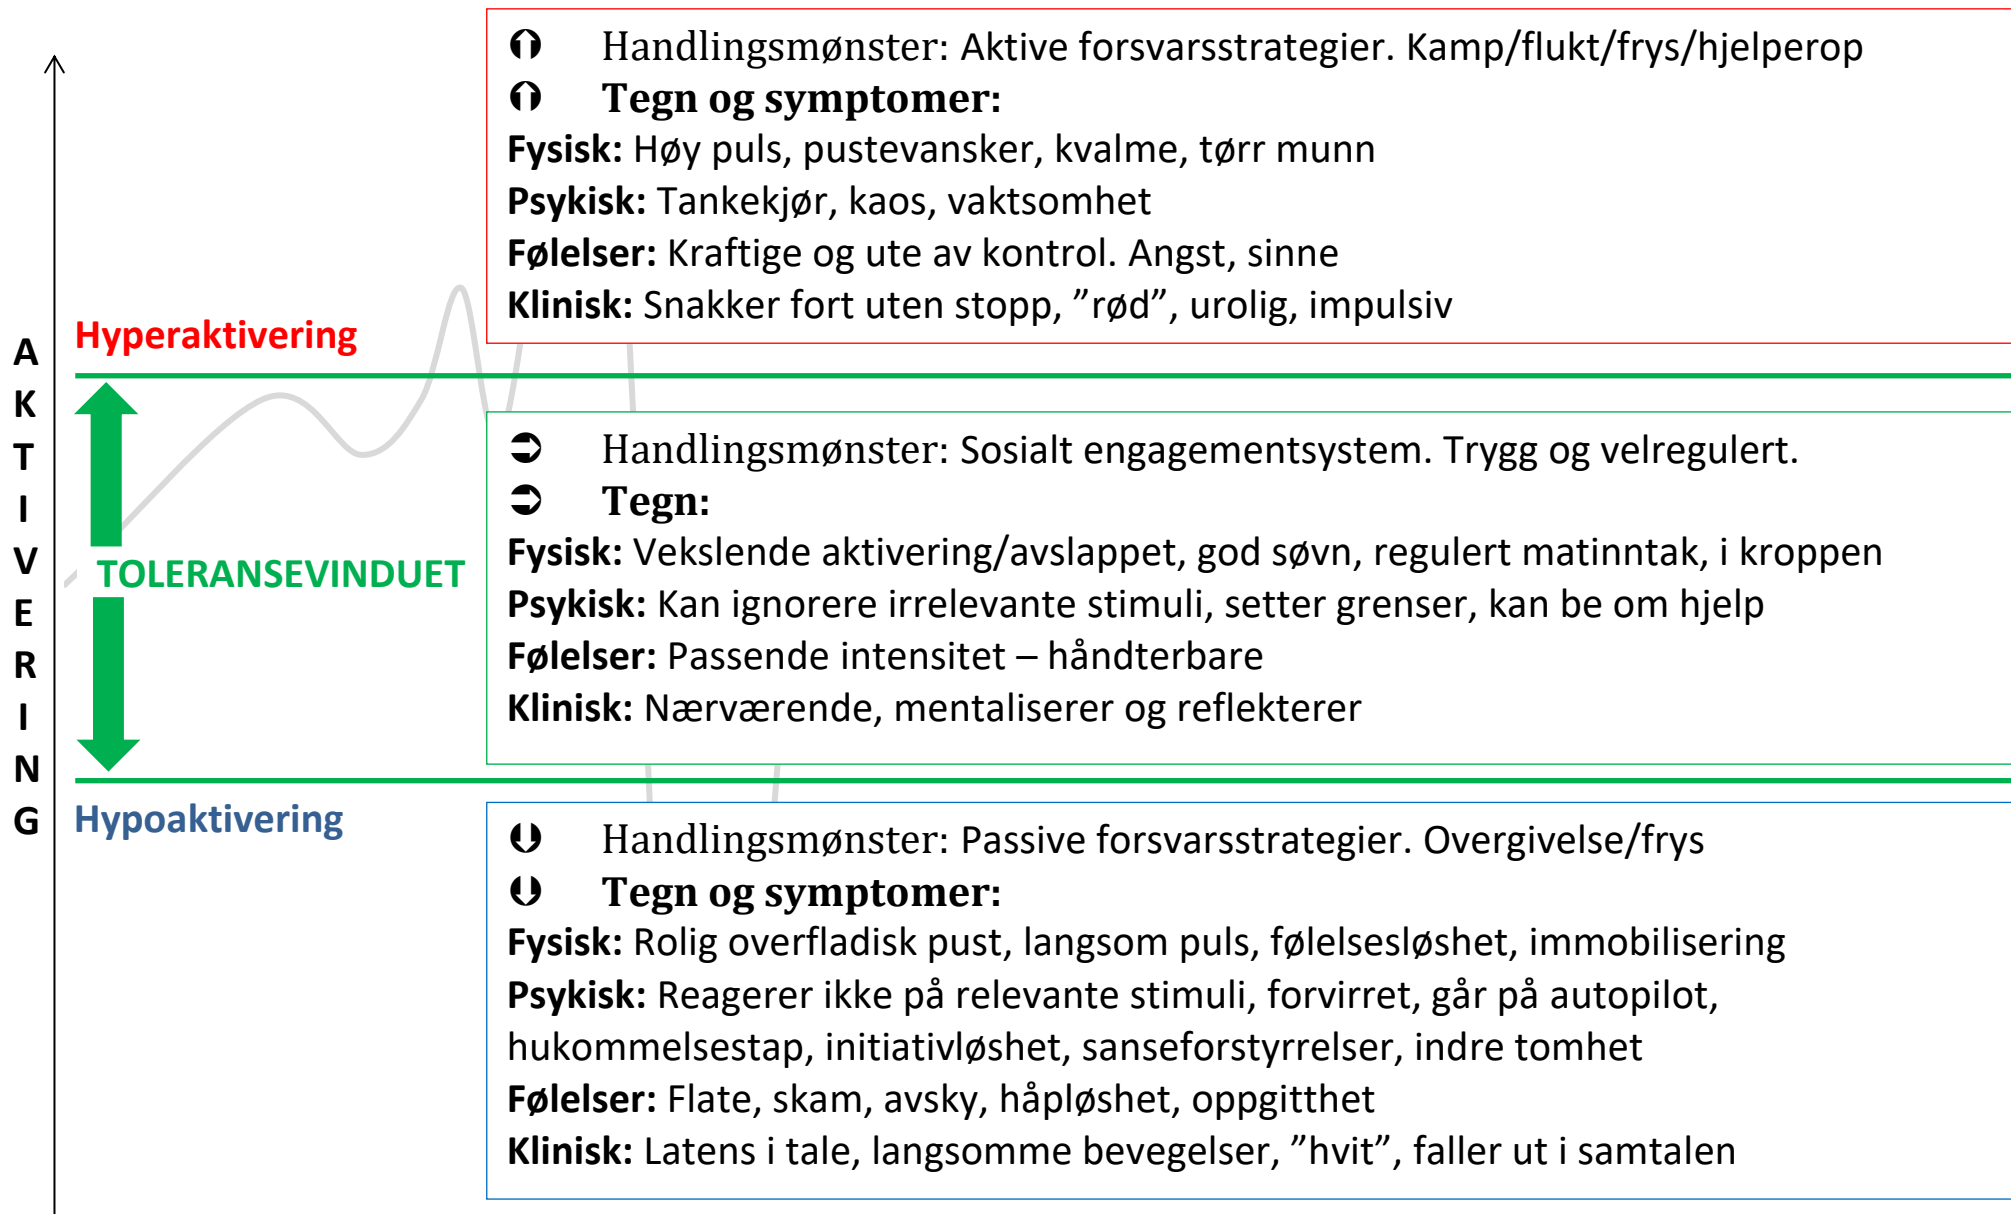 Handlingsmønster: Aktive forsvarsstrategier. Kamp/flukt/frys/hjelperop
Tegn og symptomer:
Fysisk: Høy puls, pustevansker, kvalme, tørr munn
Psykisk: Tankekjør, kaos, vaktsomhet
Følelser: Kraftige og ute av kontrol. Angst, sinne
Klinisk: Snakker fort uten stopp, ”rød”, urolig, impulsiv
Hyperaktivering
AKTIVERING
Handlingsmønster: Sosialt engagementsystem. Trygg og velregulert.
Tegn:
Fysisk: Vekslende aktivering/avslappet, god søvn, regulert matinntak, i kroppen
TOLERANSEVINDUET
Psykisk: Kan ignorere irrelevante stimuli, setter grenser, kan be om hjelp
Følelser: Passende intensitet – håndterbare
Klinisk: Nærværende, mentaliserer og reflekterer
Hypoaktivering
Handlingsmønster: Passive forsvarsstrategier. Overgivelse/frys
Tegn og symptomer:
Fysisk: Rolig overfladisk pust, langsom puls, følelsesløshet, immobilisering
Psykisk: Reagerer ikke på relevante stimuli, forvirret, går på autopilot,
hukommelsestap, initiativløshet, sanseforstyrrelser, indre tomhet
Følelser: Flate, skam, avsky, håpløshet, oppgitthet
Klinisk: Latens i tale, langsomme bevegelser, ”hvit”, faller ut i samtalen